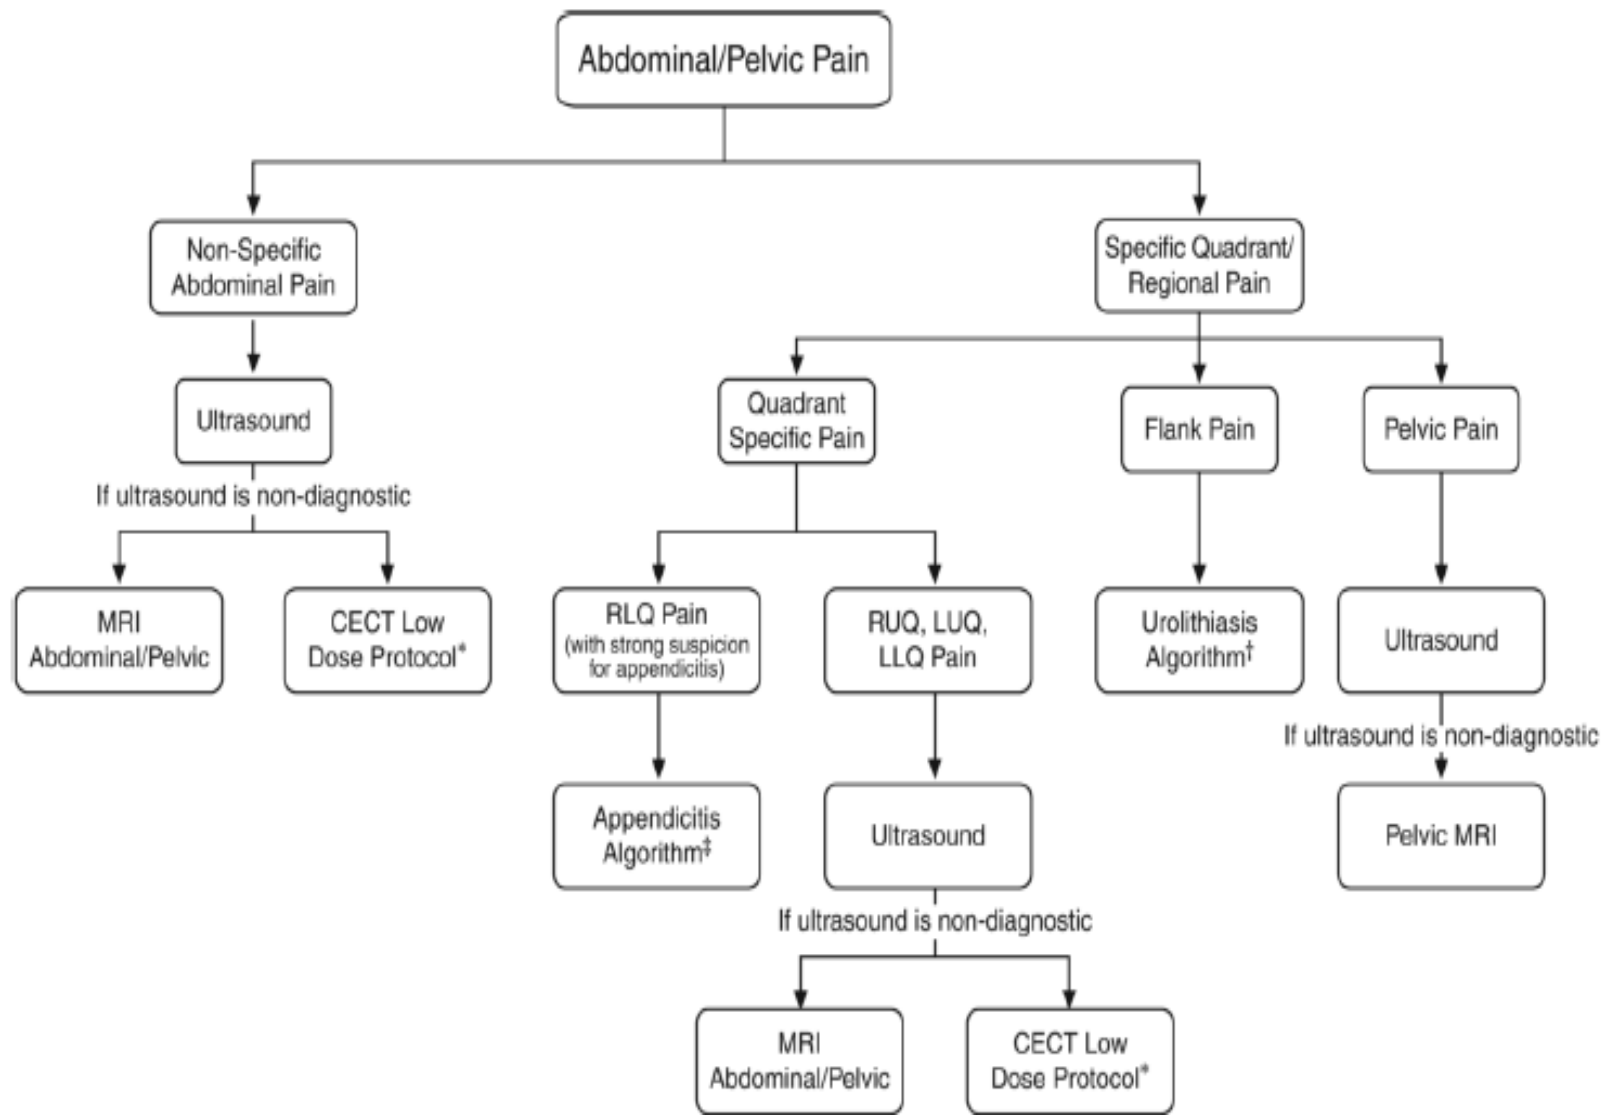 Abdominal/Pelvic Pain
Non-Specific
Abdominal Pain
Specific Quadrant/
Regional Pain
Ultrasound
Quadrant
Specific Pain
Flank Pain
Pelvic Pain
If ultrasound is non-diagnostic
MRI
Abdominal/Pelvic
CECT Low
Dose Protocol*
RLQ Pain
(with strong suspicion
for appendicitis)
RUQ, LUQ,
LLQ Pain
Urolithiasis
Algorithm†
Ultrasound
If ultrasound is non-diagnostic
Appendicitis
Algorithm‡
Ultrasound
Pelvic MRI
If ultrasound is non-diagnostic
MRI
Abdominal/Pelvic
CECT Low
Dose Protocol*